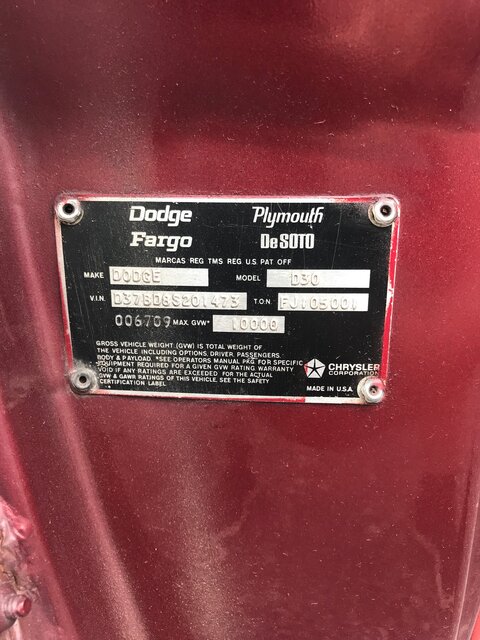 Dodge Plymouth
Fargo De SOTO
MARCAS REG TMS REG U.S. PAT OFF
MAKE DODGE MODEL D30
V.I.N. D37BD8S201473 T.O.N. FJ105001
006709 MAX. GVW* 10000
GROSS VEHICLE WEIGHT (GVW) IS TOTAL WEIGHT OF
THE VEHICLE INCLUDING OPTIONS, DRIVER, PASSENGERS,
BODY & PAYLOAD. *SEE OPERATORS MANUAL PKG FOR SPECIFIC
EQUIPMENT REQUIRED FOR A GIVEN GVW RATING WARRANTY
VOID IF ANY RATINGS ARE EXCEEDED FOR THE ACTUAL
GVW & GAWR RATINGS OF THIS VEHICLE. SEE THE SAFETY
CERTIFICATION LABEL
CHRYSLER
CORPORATION
MADE IN U.S.A.